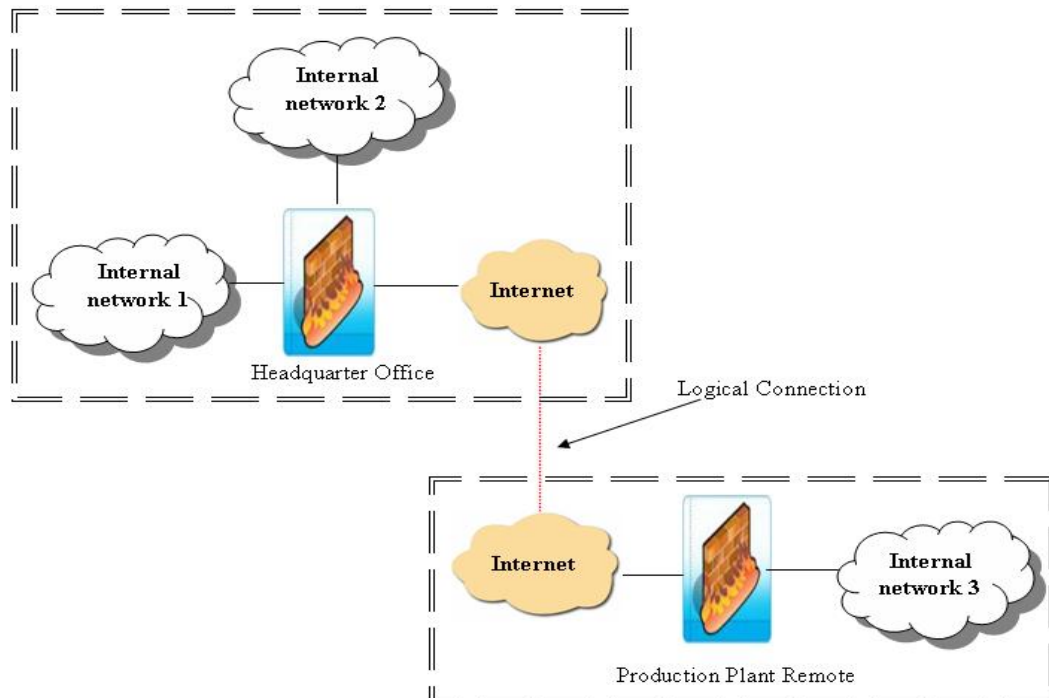 Internal
network 2
Internal
network 1
Internet
Headquarter Office
Logical Connection
Internet
Internal
network 3
Production Plant Remote